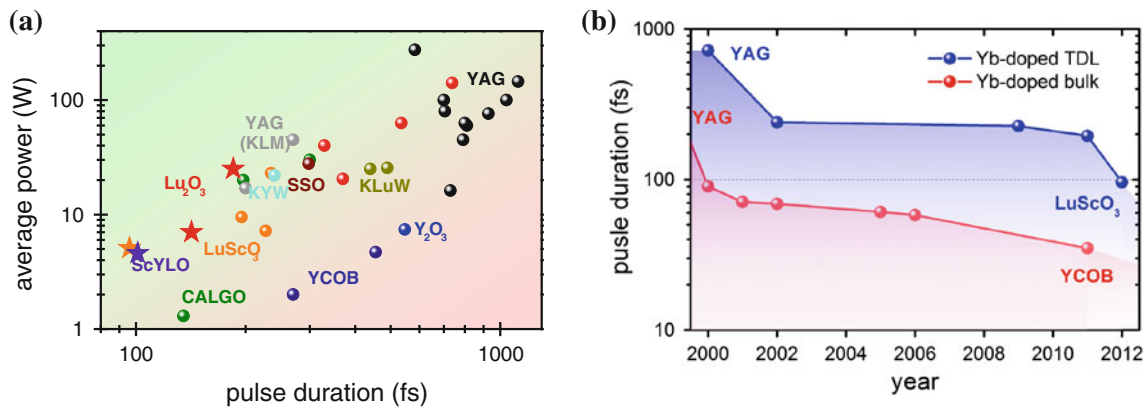 (a)
average power (W)
100
10
1
YAG
YAG
(KLM)
Lu2O3
KYW
SSO
KLuW
LuScO3
Y2O3
ScYLO
YCOB
CALGO
100
1000
pulse duration (fs)
(b)
pusle duration (fs)
1000
100
10
YAG
Yb-doped TDL
Yb-doped bulk
YAG
LuScO3
YCOB
2000 2002 2004 2006 2008 2010 2012
year